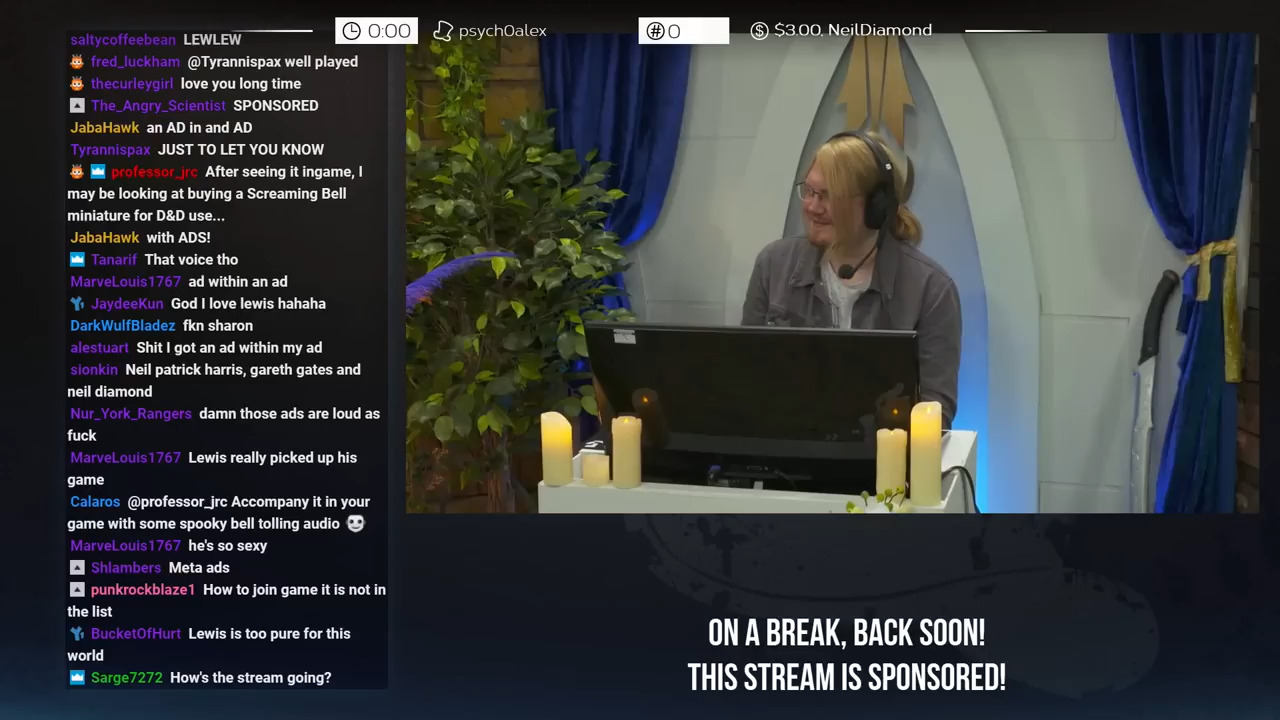 0:00 psych0alex #0 $3.00, NeilDiamond
saltycoffeebean LEWLEW
fred_luckham @Tyrannispax well played
thecurleygirl love you long time
The_Angry_Scientist SPONSORED
JabaHawk an AD in and AD
Tyrannispax JUST TO LET YOU KNOW
professor_jrc After seeing it ingame, I
may be looking at buying a Screaming Bell
miniature for D&D use...
JabaHawk with ADS!
Tanarif That voice tho
MarveLouis1767 ad within an ad
JaydeeKun God I love lewis hahaha
DarkWulfBladez fkn sharon
alestuart Shit I got an ad within my ad
sionkin Neil patrick harris, gareth gates and
neil diamond
Nur_York_Rangers damn those ads are loud as
fuck
MarveLouis1767 Lewis really picked up his
game
Calaros @professor_jrc Accompany it in your
game with some spooky bell tolling audio
MarveLouis1767 he's so sexy
Shlambers Meta ads
punkrockblaze1 How to join game it is not in
the list
BucketOfHurt Lewis is too pure for this
world
Sarge7272 How's the stream going?
ON A BREAK, BACK SOON!
THIS STREAM IS SPONSORED!